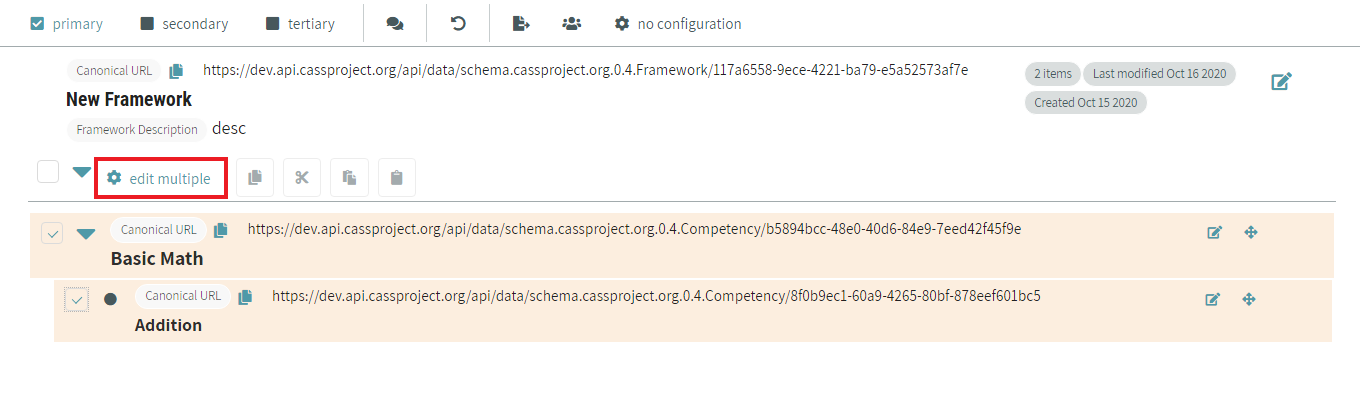 primary secondary tertiary no configuration
Canonical URL https://dev.api.cassproject.org/api/data/schema.cassproject.org.0.4.Framework/117a6558-9ece-4221-ba79-e5a52573af7e 2 items Last modified Oct 16 2020
New Framework Created Oct 15 2020
Framework Description desc
edit multiple
Canonical URL https://dev.api.cassproject.org/api/data/schema.cassproject.org.0.4.Competency/b5894bcc-48e0-40d6-84e9-7eed42f45f9e
Basic Math
Canonical URL https://dev.api.cassproject.org/api/data/schema.cassproject.org.0.4.Competency/8f0b9ec1-60a9-4265-80bf-878eef601bc5
Addition